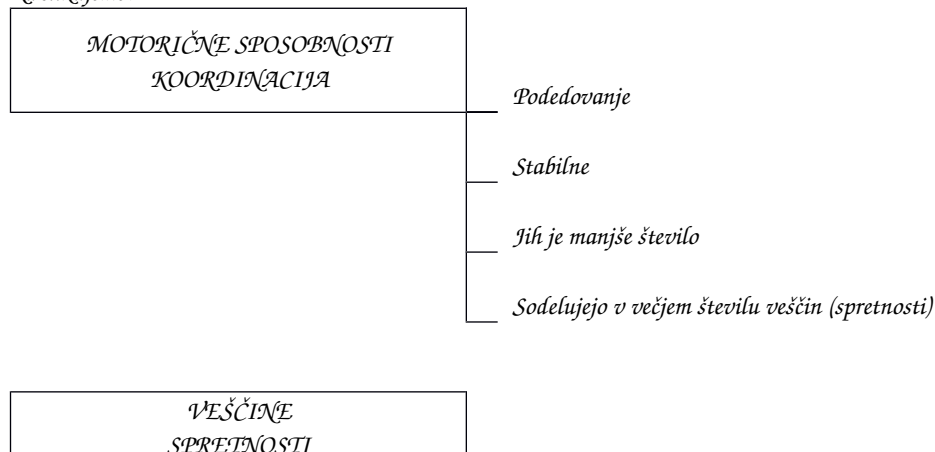 MOTORIČNE SPOSOBNOSTI
KOORDINACIJA
Podedovanje
Stabilne
Jih je manjše število
Sodelujejo v večjem številu veščin (spretnosti)
VEŠČINE
SPRETNOSTI